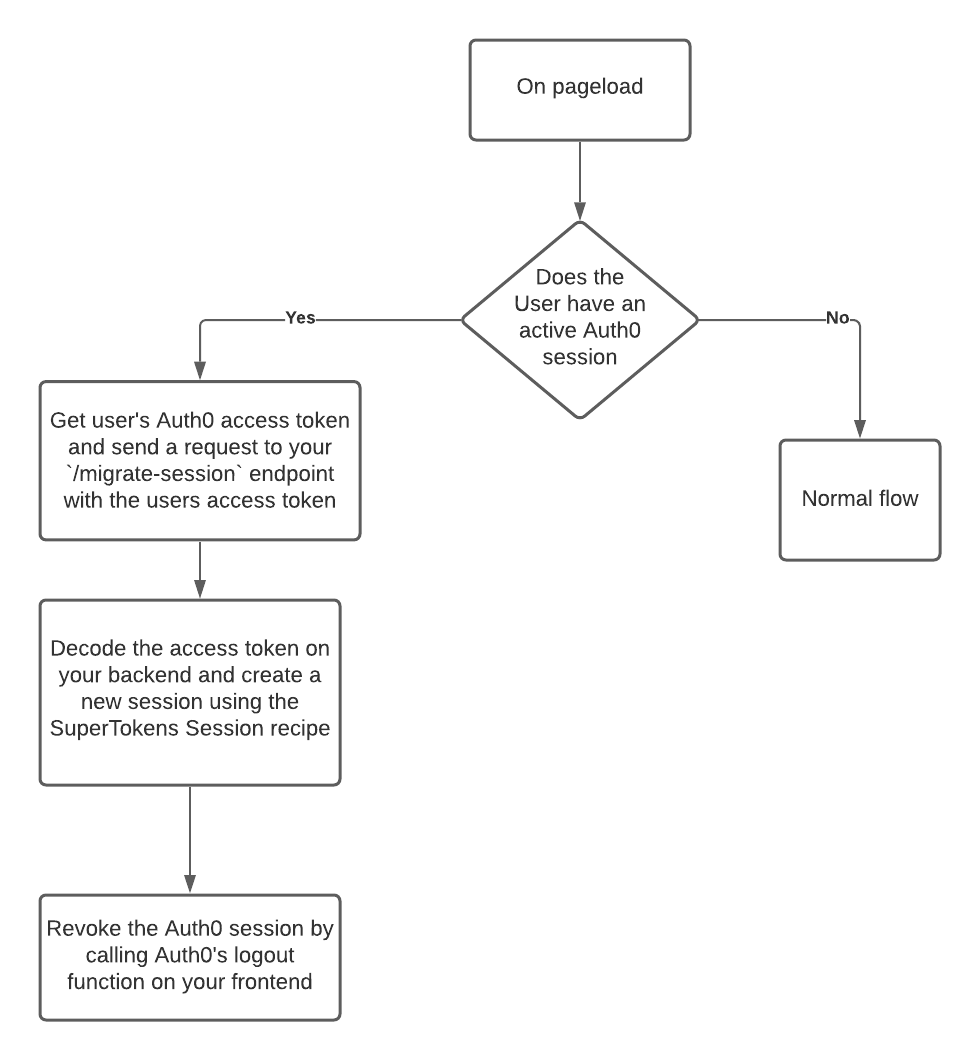 On pageload
Does the
User have an
active Auth0
session
Yes
No
Get user's Auth0 access token
and send a request to your
`/migrate-session` endpoint
with the users access token
Normal flow
Decode the access token on
your backend and create a
new session using the
SuperTokens Session recipe
Revoke the Auth0 session by
calling Auth0's logout
function on your frontend